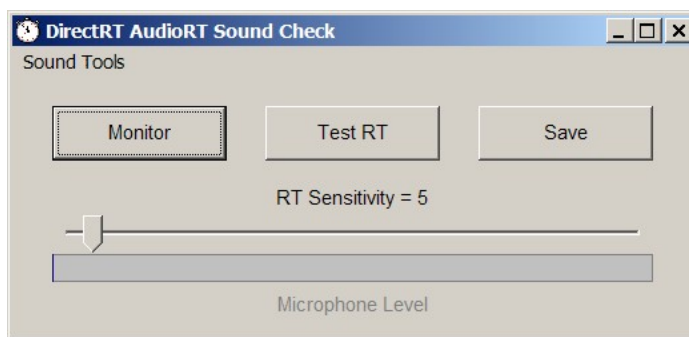 DirectRT AudioRT Sound Check
Sound Tools
Monitor Test RT Save
RT Sensitivity = 5
Microphone Level